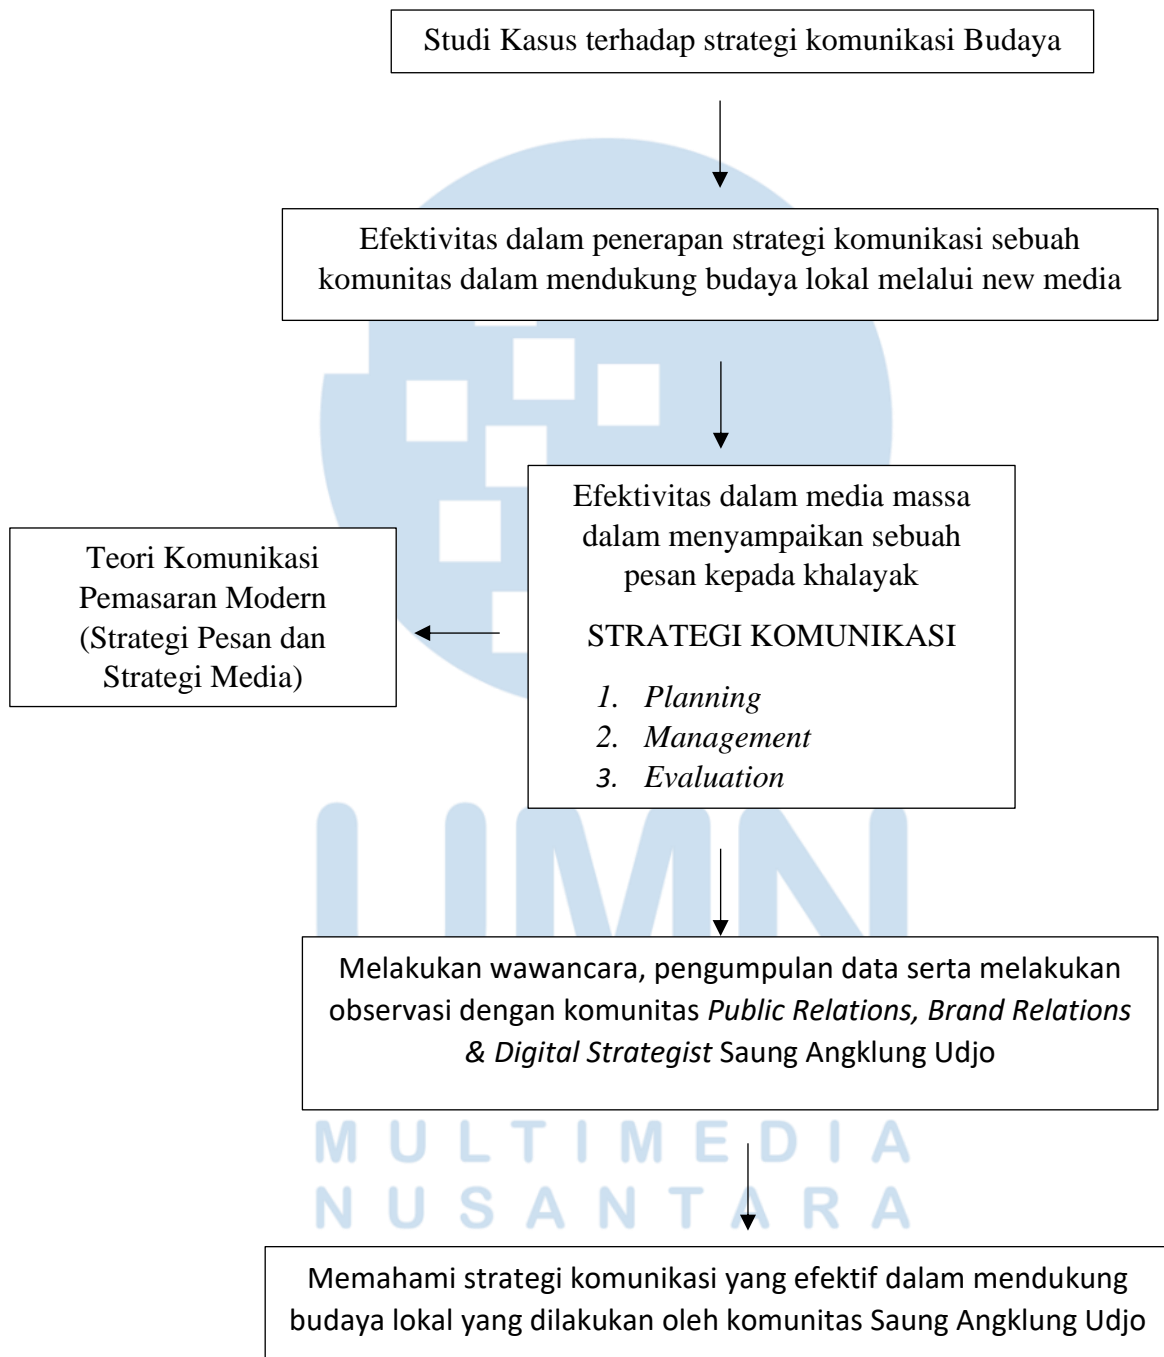 Studi Kasus terhadap strategi komunikasi Budaya
Efektivitas dalam penerapan strategi komunikasi sebuah
komunitas dalam mendukung budaya lokal melalui new media
Efektivitas dalam media massa
dalam menyampaikan sebuah
pesan kepada khalayak
STRATEGI KOMUNIKASI
1. Planning
2. Management
3. Evaluation
Teori Komunikasi
Pemasaran Modern
(Strategi Pesan dan
Strategi Media)
UMN
Melakukan wawancara, pengumpulan data serta melakukan
observasi dengan komunitas Public Relations, Brand Relations
& Digital Strategist Saung Angklung Udjo
MULTIMEDIA
NUSANTARA
Memahami strategi komunikasi yang efektif dalam mendukung
budaya lokal yang dilakukan oleh komunitas Saung Angklung Udjo